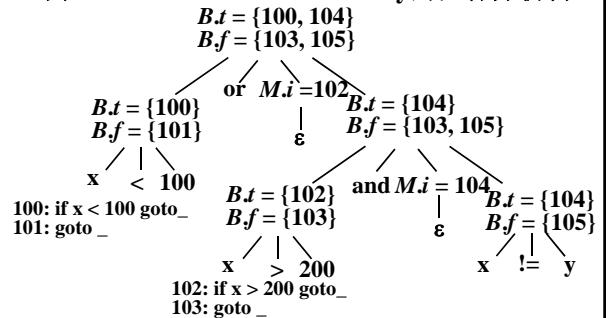 B.t = {100, 104}
B.f = {103, 105}
or M.i =102
B.t = {100}
B.f = {101}
B.t = {104}
B.f = {103, 105}
ε
x < 100
100: if x < 100 goto_
101: goto _
and M.i = 104
B.t = {102}
B.f = {103}
B.t = {104}
B.f = {105}
ε
x > 200
x != y
102: if x > 200 goto_
103: goto _